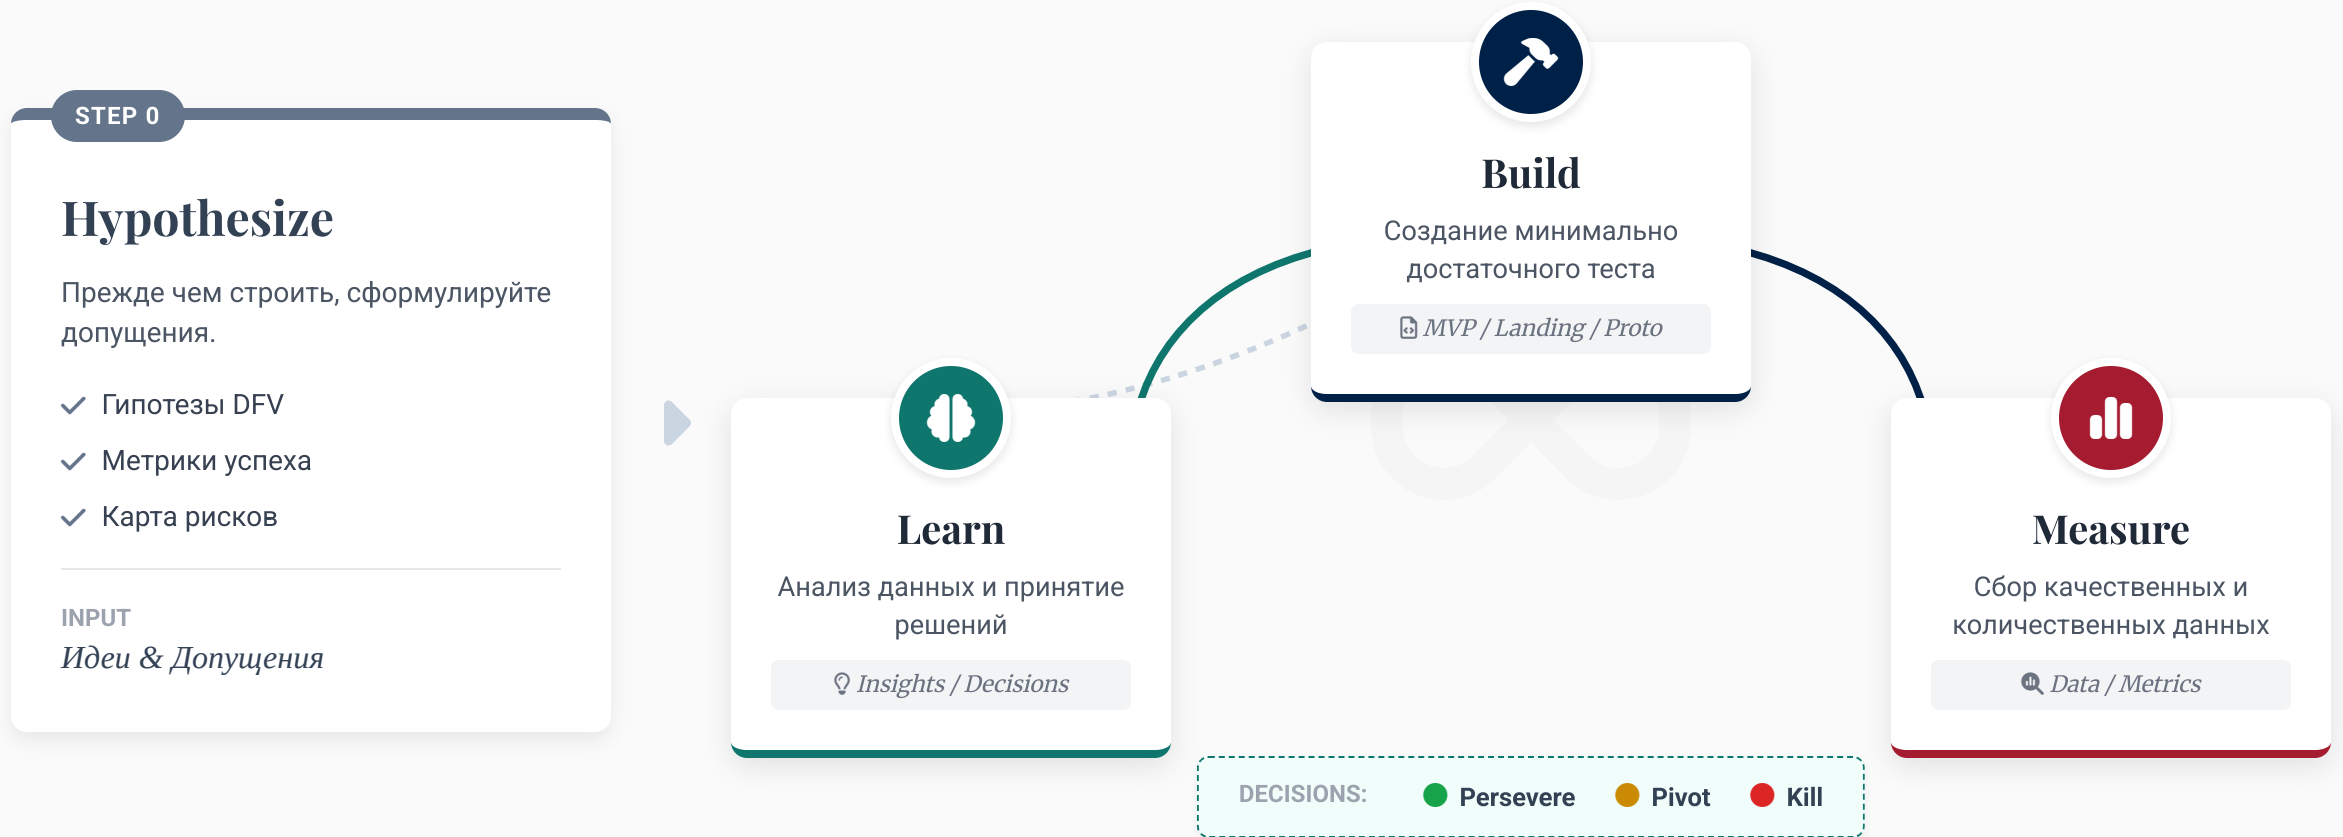 STEP 0
Hypothesize
Прежде чем строить, сформулируйте
допущения.
Гипотезы DFV
Метрики успеха
Карта рисков
INPUT
Идеи & Допущения
Build
Создание минимально
достаточного теста
MVP / Landing / Proto
Learn
Анализ данных и принятие
решений
Insights / Decisions
Measure
Сбор качественных и
количественных данных
Data / Metrics
DECISIONS: Persevere Pivot Kill